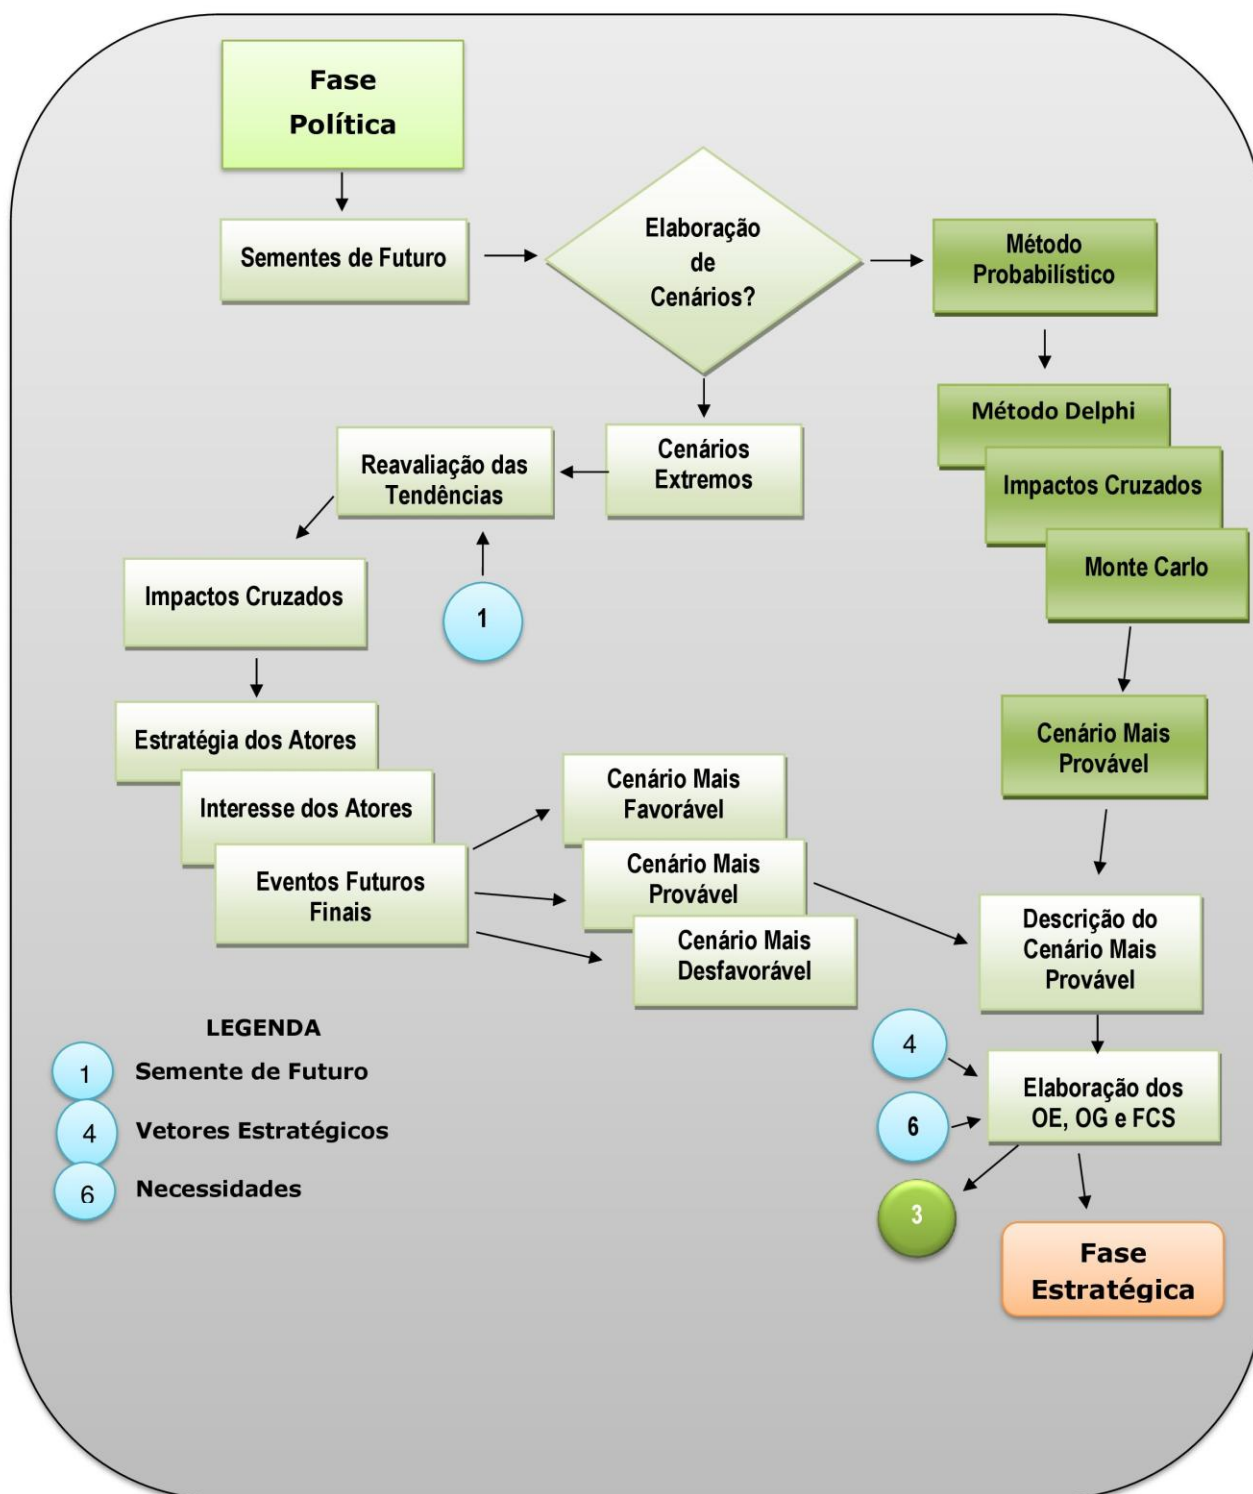 Fase
Política
Sementes de Futuro
Elaboração
de
Cenários?
Método
Probabilístico
Método Delphi
Impactos Cruzados
Monte Carlo
Cenários
Extremos
Reavaliação das
Tendências
1
Impactos Cruzados
Estratégia dos Atores
Interesse dos Atores
Eventos Futuros
Finais
Cenário Mais
Favorável
Cenário Mais
Provável
Cenário Mais
Desfavorável
Cenário Mais
Provável
Descrição do
Cenário Mais
Provável
4
6
Elaboração dos
OE, OG e FCS
3
Fase
Estratégica
LEGENDA
1 Semente de Futuro
4 Vetores Estratégicos
6 Necessidades